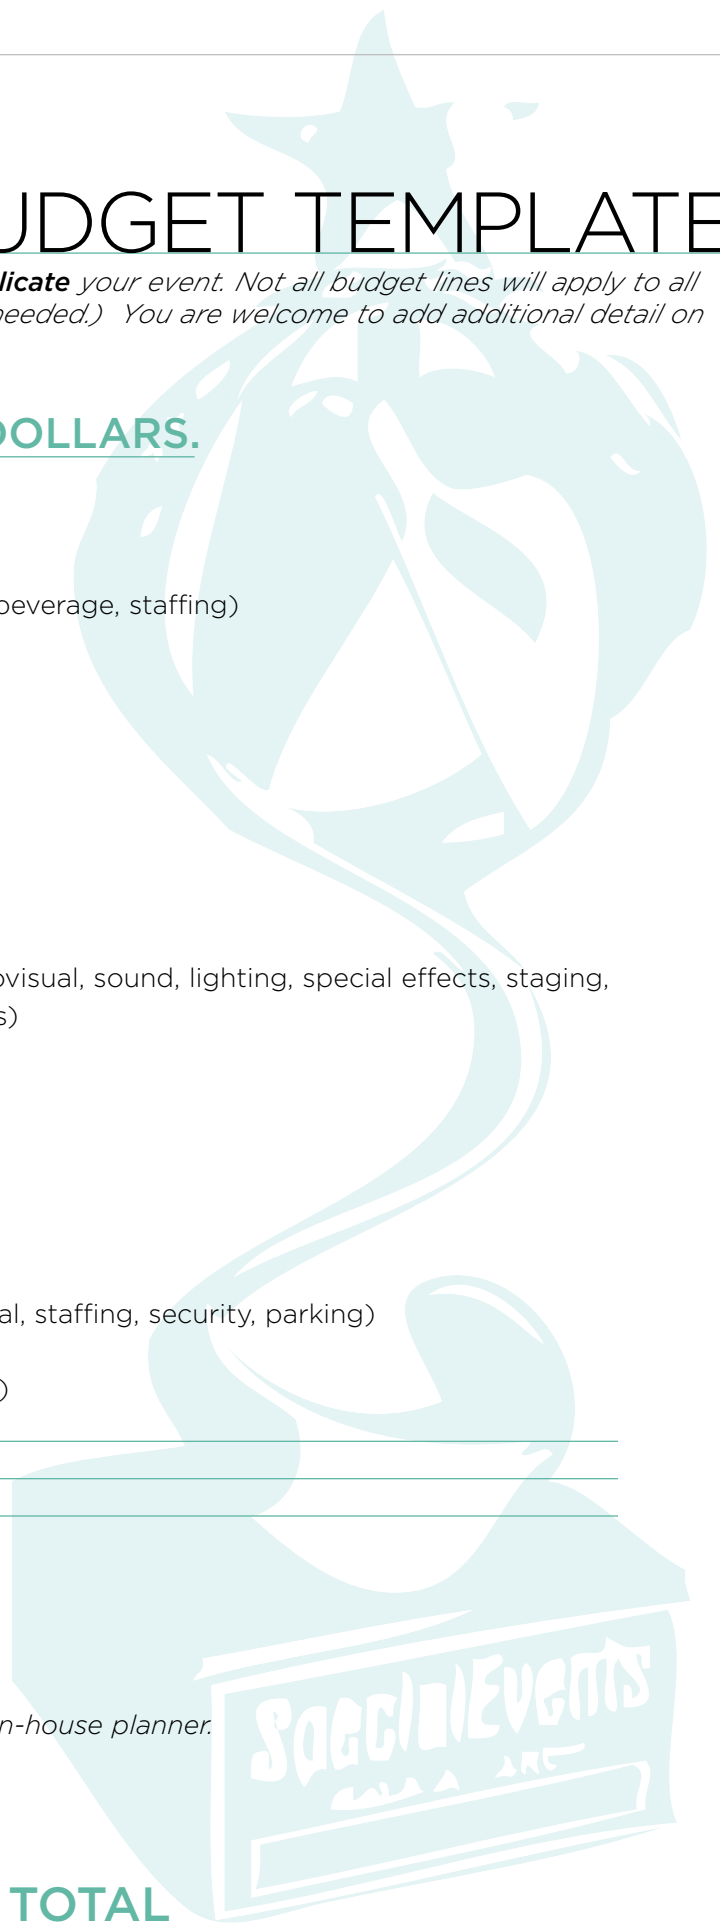 UDGET TEMPLATE
licate your event. Not all budget lines will apply to all
needed.) You are welcome to add additional detail on
DOLLARS.
beverage, staffing)
ovisual, sound, lighting, special effects, staging,
s)
al, staffing, security, parking)
)
n-house planner.
SpecialEvents
TOTAL